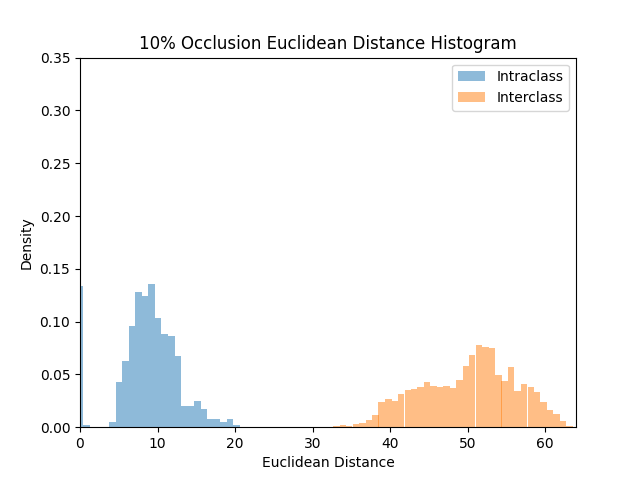 10% Occlusion Euclidean Distance Histogram
0.35
0.30
0.25
0.20
0.15
0.10
0.05
0.00
Density
Intraclass
Interclass
0 10 20 30 40 50 60
Euclidean Distance